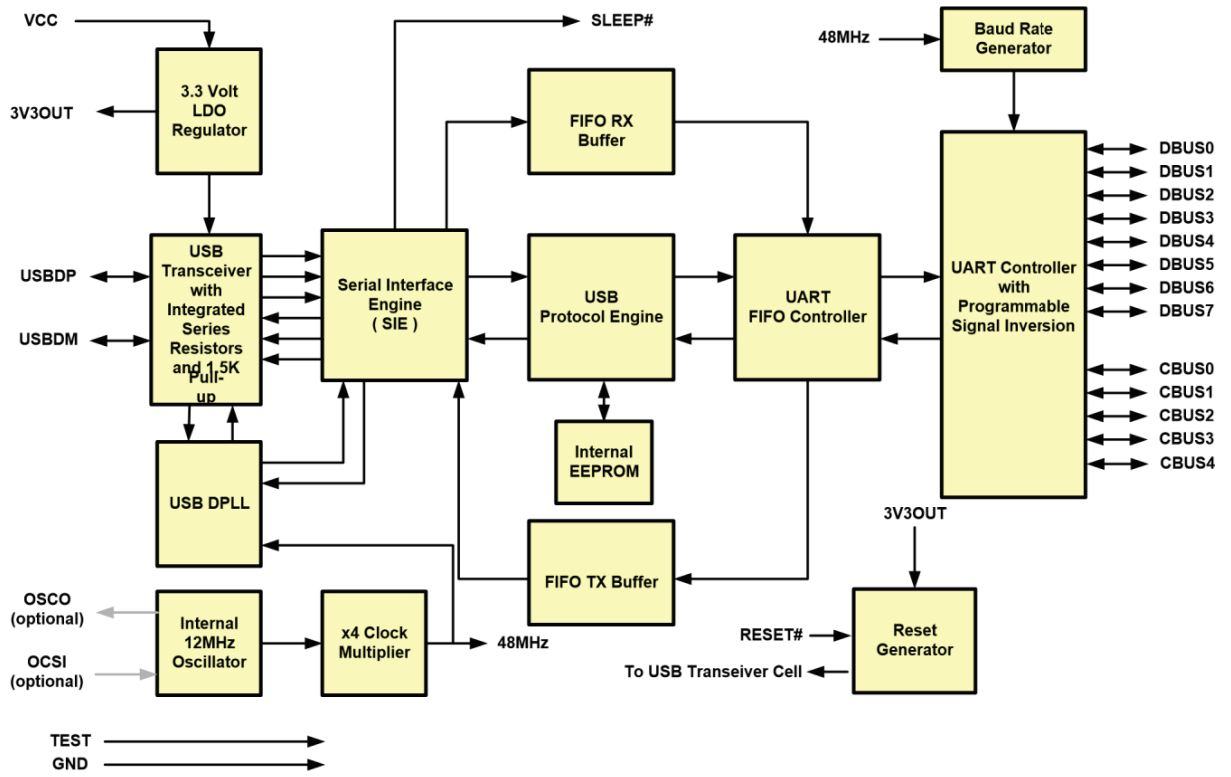 VCC
SLEEP#
48MHz
Baud Rate
Generator
3.3 Volt
LDO
Regulator
3V3OUT
FIFO RX
Buffer
DBUS0
DBUS1
DBUS2
DBUS3
DBUS4
DBUS5
DBUS6
DBUS7
USBDP
USBDM
USB
Transceiver
with
Integrated
Series
Resistors
and 1.5K
Pull-
up
Serial Interface
Engine
( SIE )
USB
Protocol Engine
UART
FIFO Controller
UART Controller
with
Programmable
Signal Inversion
CBUS0
CBUS1
CBUS2
CBUS3
CBUS4
Internal
EEPROM
USB DPLL
3V3OUT
FIFO TX Buffer
OSCO
(optional)
OCSI
(optional)
Internal
12MHz
Oscillator
x4 Clock
Multiplier
48MHz
RESET#
Reset
Generator
To USB Transeiver Cell
TEST
GND